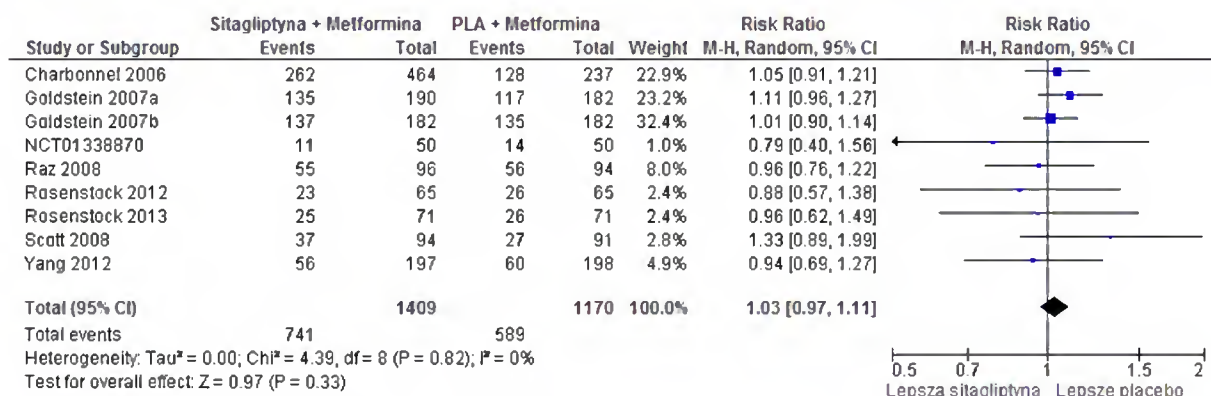 Sitagliptyna + Metformina PLA + Metformina Risk Ratio Risk Ratio
Study or Subgroup Events Total Events Total Weight M-H, Random, 95% CI M-H, Random, 95% CI
Charbonnel 2006 262 464 128 237 22.9% 1.05 [0.91, 1.21]
Goldstein 2007a 135 190 117 182 23.2% 1.11 [0.96, 1.27]
Goldstein 2007b 137 182 135 182 32.4% 1.01 [0.90, 1.14]
NCT01338870 11 50 14 50 1.0% 0.79 [0.40, 1.56]
Raz 2008 55 96 56 94 8.0% 0.96 [0.76, 1.22]
Rosenstock 2012 23 65 26 65 2.4% 0.88 [0.57, 1.38]
Rosenstock 2013 25 71 26 71 2.4% 0.96 [0.62, 1.49]
Scott 2008 37 94 27 91 2.8% 1.33 [0.89, 1.99]
Yang 2012 56 197 60 198 4.9% 0.94 [0.69, 1.27]
Total (95% CI) 1409 1170 100.0% 1.03 [0.97, 1.11]
Total events 741 589
Heterogeneity: Tau² = 0.00; Chi² = 4.39, df = 8 (P = 0.82); I² = 0%
Test for overall effect: Z = 0.97 (P = 0.33)
0.5 0.7 1 1.5 2
Lepsza sitagliptyna Lepsze placebo